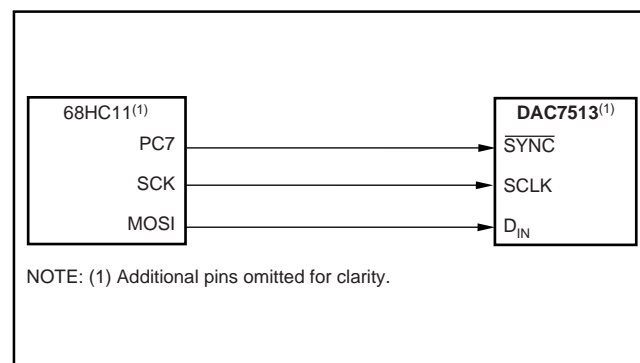 68HC11(1)
DAC7513(1)
PC7
SYNC
SCK
SCLK
MOSI
DIN
NOTE: (1) Additional pins omitted for clarity.